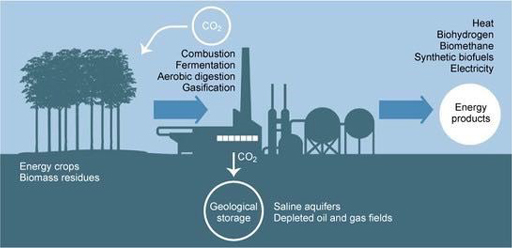 CO₂
Combustion
Fermentation
Aerobic digestion
Gasification
Heat
Biohydrogen
Biomethane
Synthetic biofuels
Electricity
Energy
products
Energy crops
Biomass residues
CO₂
Geological
storage
Saline aquifers
Depleted oil and gas fields